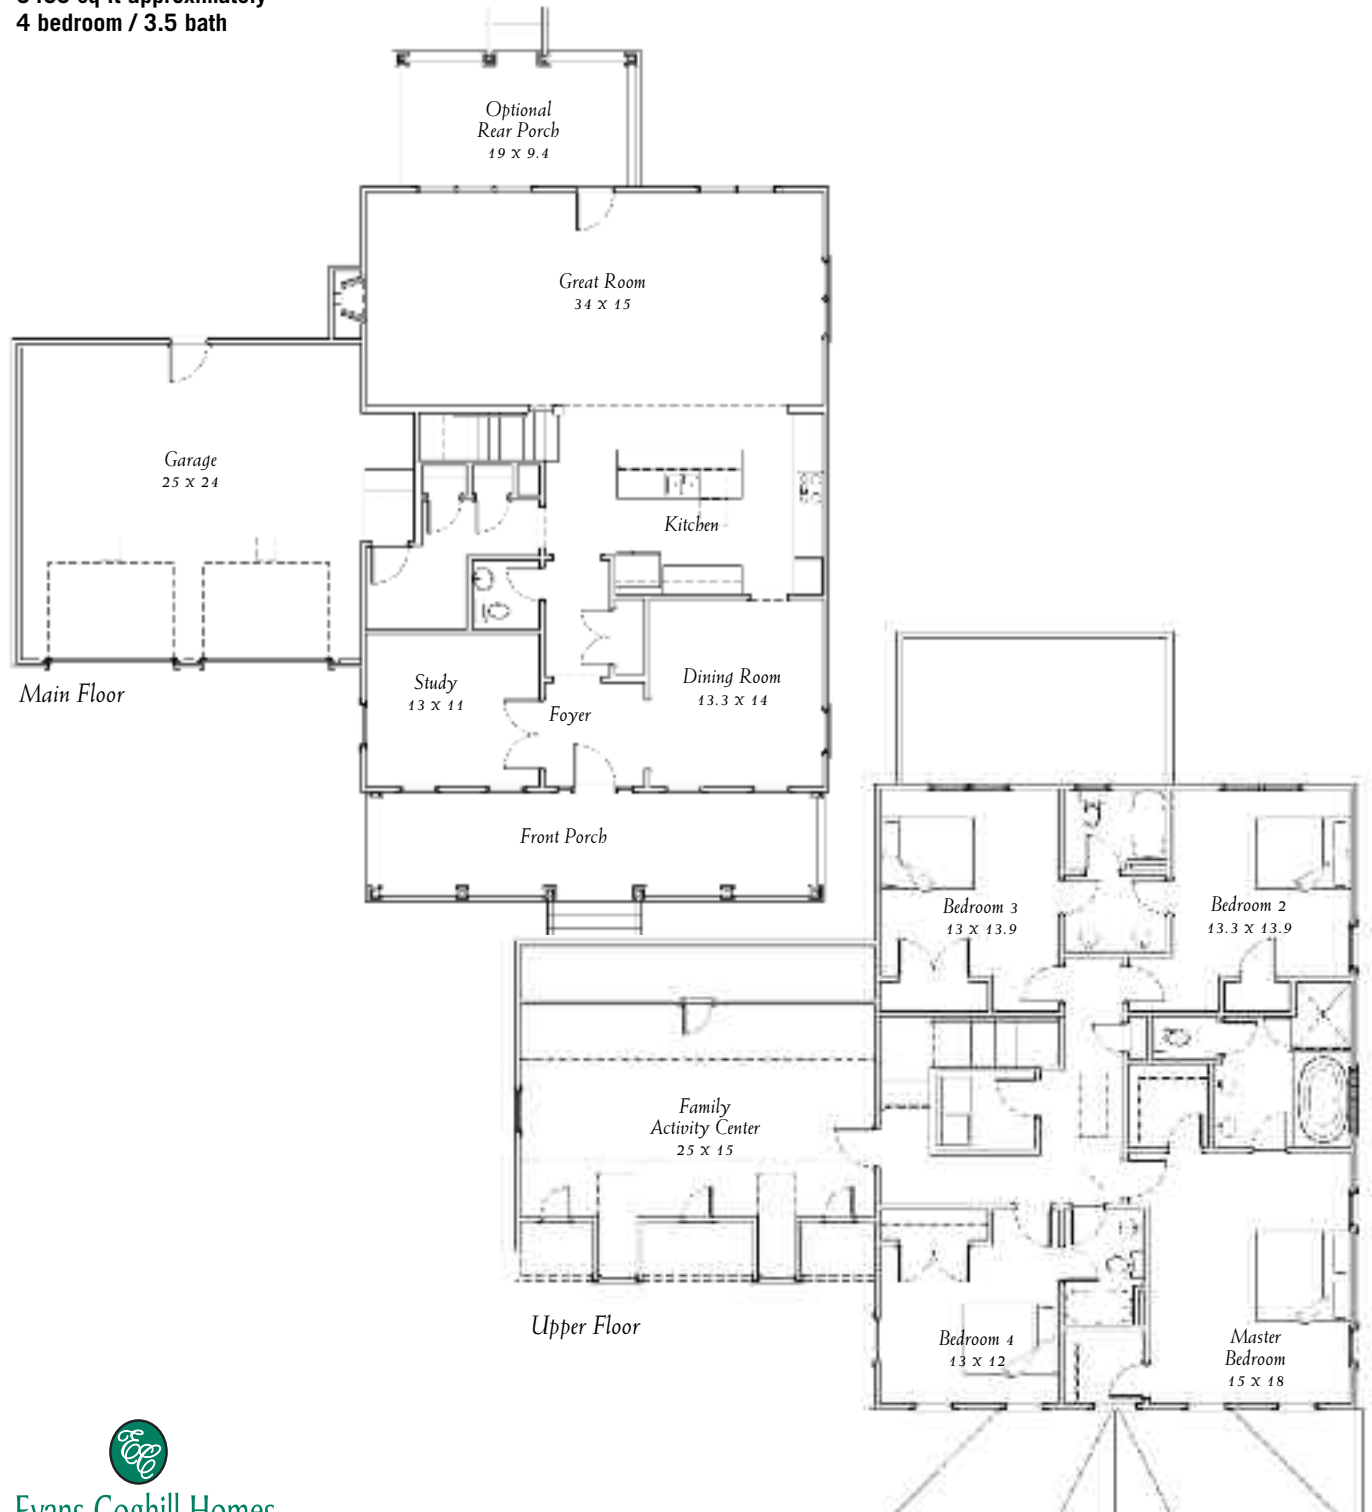 4 bedroom / 3.5 bath
Optional
Rear Porch
19 x 9.4
Great Room
34 x 15
Garage
25 x 24
Kitchen
Main Floor
Study
13 x 11
Foyer
Dining Room
13.3 x 14
Front Porch
Bedroom 3
13 x 13.9
Bedroom 2
13.3 x 13.9
Family
Activity Center
25 x 15
Upper Floor
Bedroom 4
13 x 12
Master
Bedroom
15 x 18
EC
Evans Coghill Homes